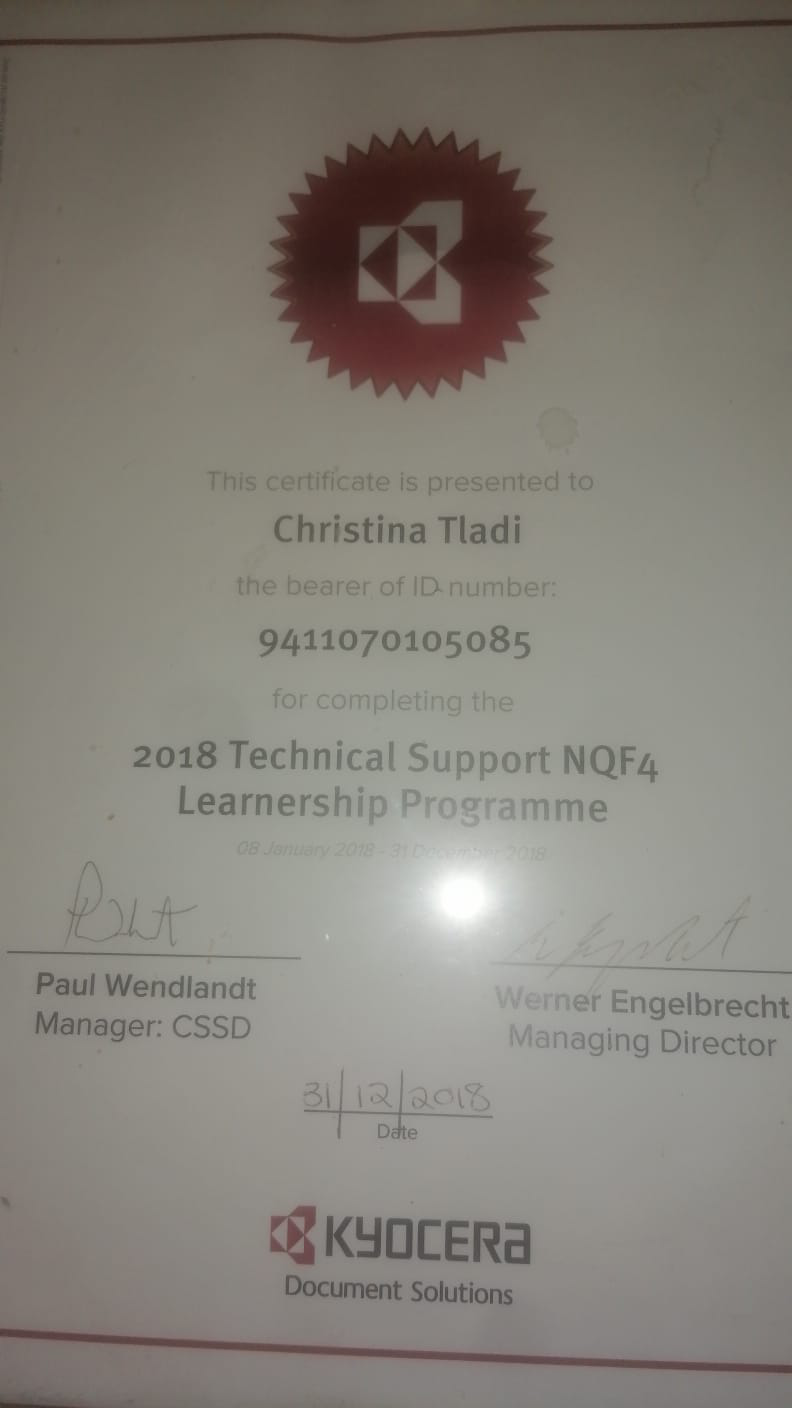 This certificate is presented to
Christina Tladi
the bearer of ID number:
9411070105085
for completing the
2018 Technical Support NQF4
Learnership Programme
08 January 2018 - 31 December 2018
Paul Wendlandt
Manager: CSSD
Werner Engelbrecht
Managing Director
31/12/2018
Date
KYOCERA
Document Solutions